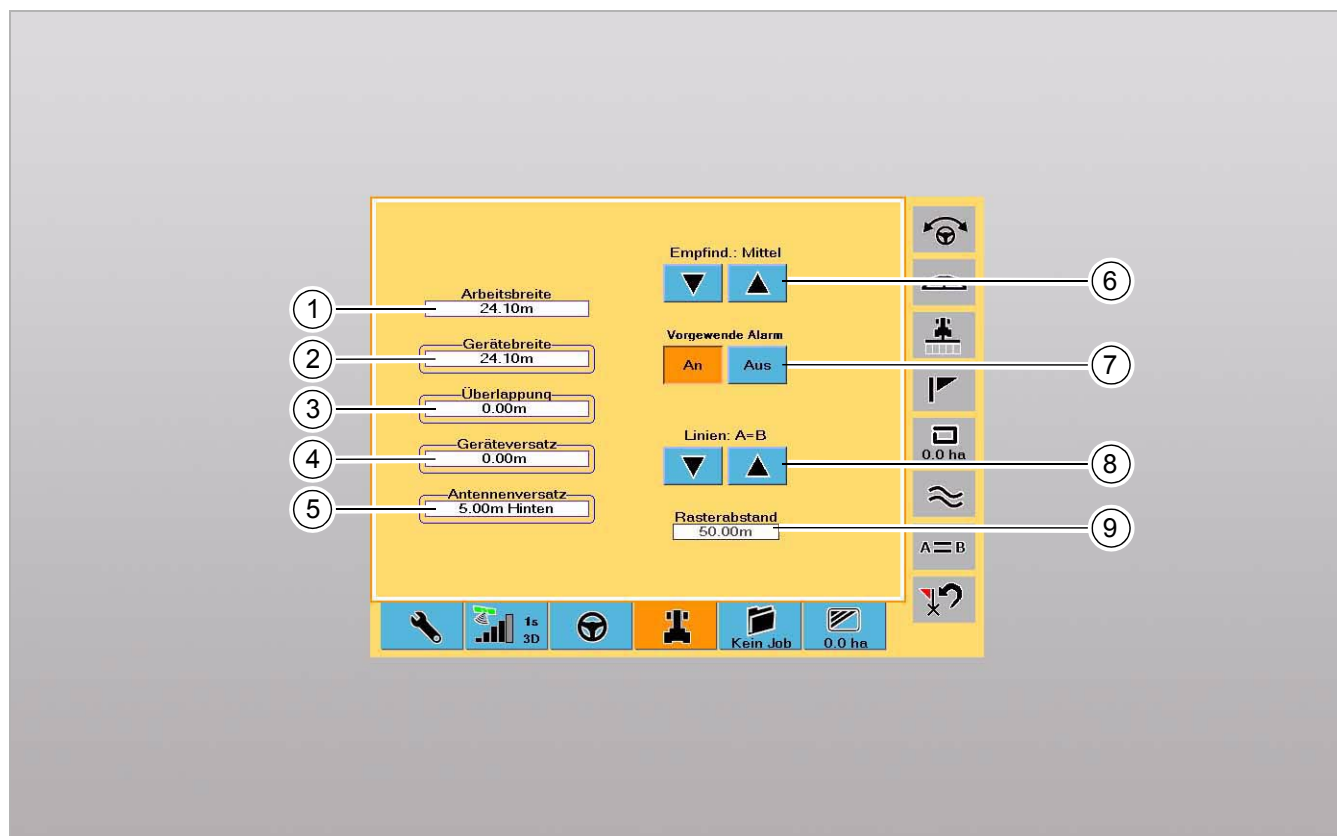 Arbeitsbreite
24.10m
Gerätebreite
24.10m
Überlappung
0.00m
Geräteversatz
0.00m
Antennenversatz
5.00m Hinten
Empfind.: Mittel
Vorgewende Alarm
An Aus
Linien: A=B
Rasterabstand
50.00m
1
2
3
4
5
6
7
8
9
0.0 ha
A=B
1s
3D
Kein Job
0.0 ha